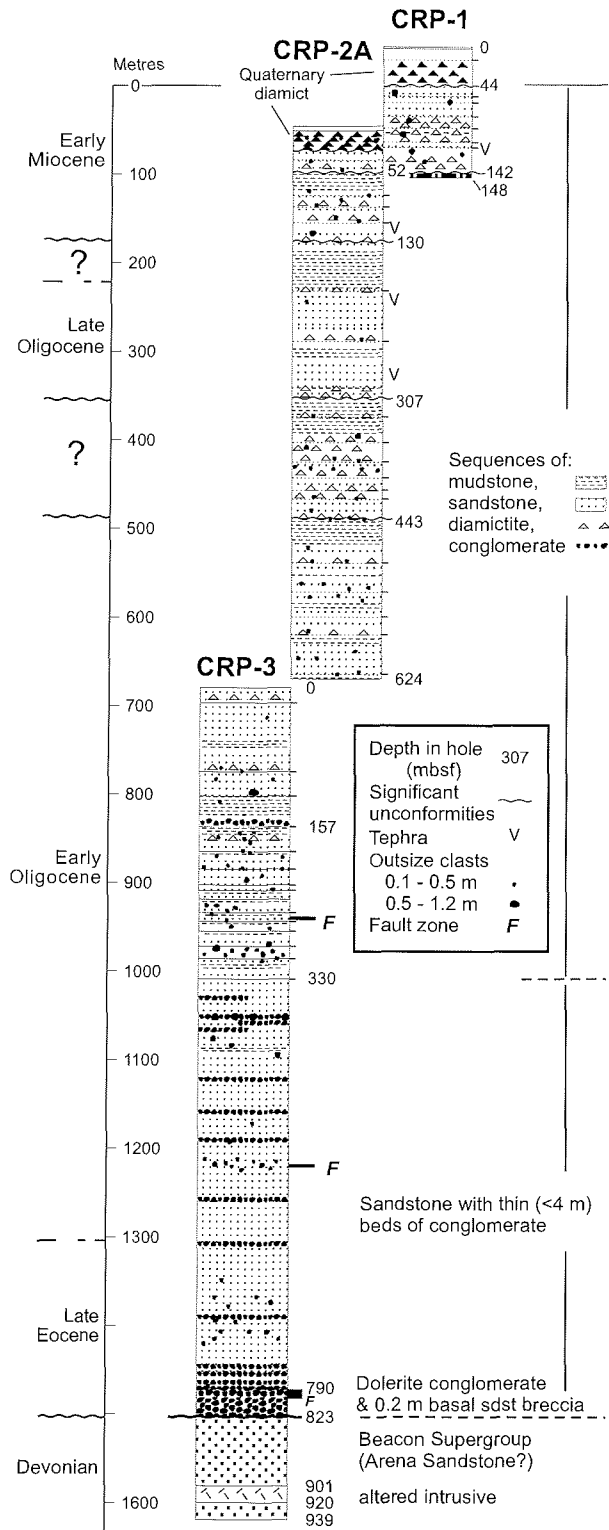 CRP-1
CRP-2A
Metres
Quaternary
diamict
0
44
V
142
148
0
100
200
300
400
500
600
700
800
900
1000
1100
1200
1300
1600
Early
Miocene
?
Late
Oligocene
?
Early
Oligocene
Late
Eocene
Devonian
52
V
130
V
V
307
443
624
Sequences of:
mudstone,
sandstone,
diamictite,
conglomerate
CRP-3
0
157
F
330
F
790
F
823
901
920
939
Depth in hole 307
(mbsf)
Significant
unconformities
Tephra V
Outsize clasts
0.1 - 0.5 m
0.5 - 1.2 m
Fault zone F
Sandstone with thin (<4 m)
beds of conglomerate
Dolerite conglomerate
& 0.2 m basal sdst breccia
Beacon Supergroup
(Arena Sandstone?)
altered intrusive